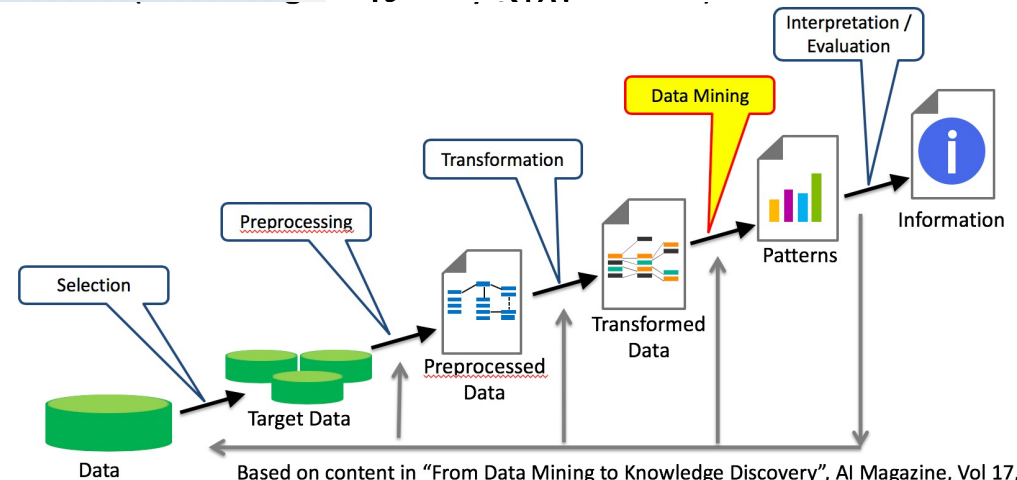 Interpretation /
Evaluation
Data Mining
Transformation
Preprocessing
Selection
Information
Patterns
Transformed
Data
Preprocessed
Data
Target Data
Data
Based on content in “From Data Mining to Knowledge Discovery”, AI Magazine, Vol 17,